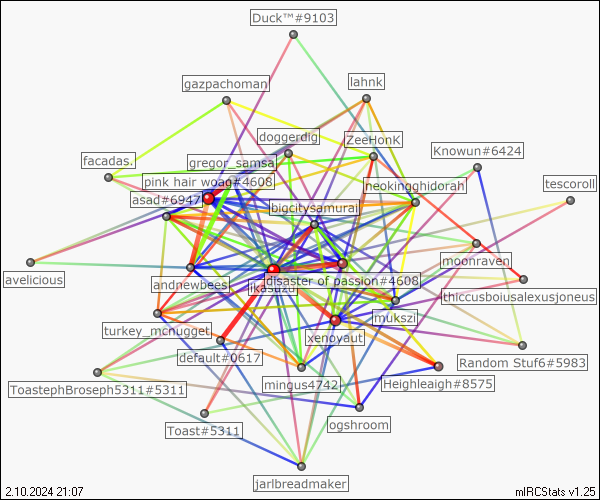 Duck™#9103
gazpachoman
lahnk
doggerdig
ZeeHonK
Knowun#6424
facadas.
gregor_samsa
pink hair woag#4608
neokingghidorah
tescoroll
asad#6947
bigcitysamurai
moonraven
avelicious
andrewbees
disaster of passion#4608
thiccusboiusalexusjoneus
mukszi
turkey_mcnugget
xenoyaut
default#0617
Random Stuf6#5983
ToastephBroseph5311#5311
mingus4742
Heighleaigh#8575
Toast#5311
ogshroom
jarlbreadmaker
2.10.2024 21:07
mIRCStats v1.25